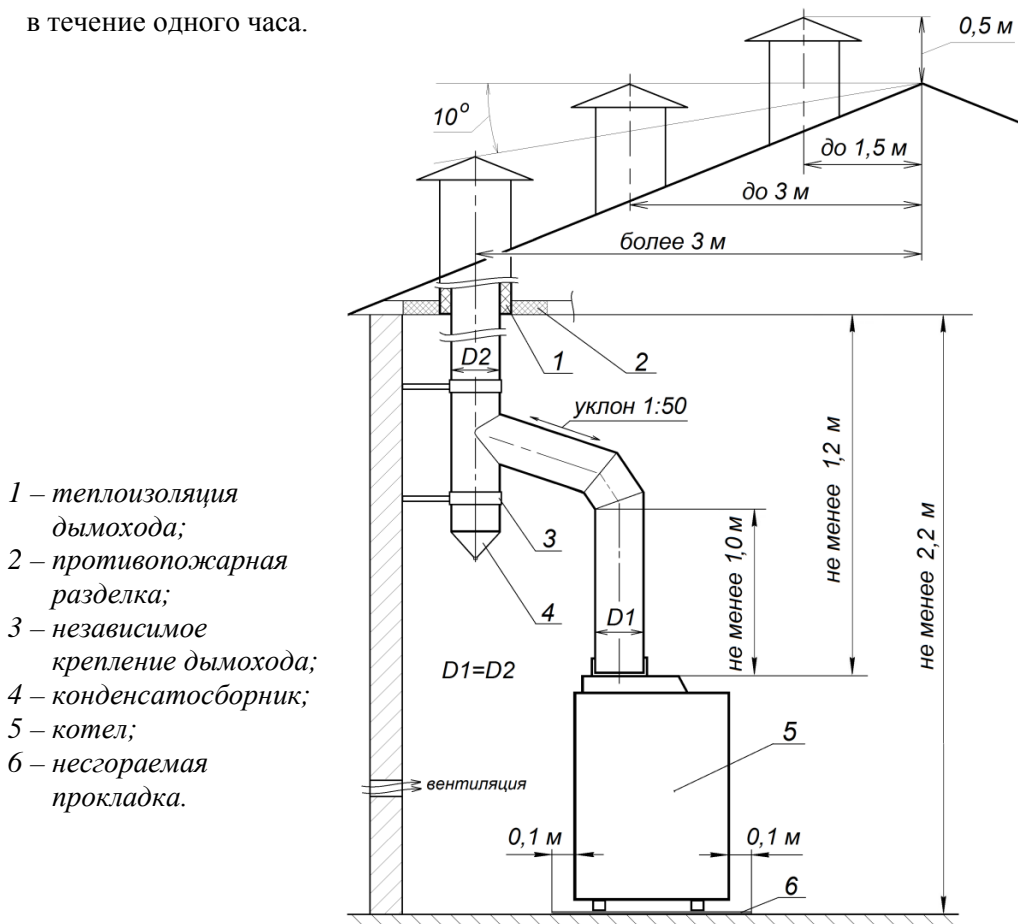 в течение одного часа.
0,5 м
10°
до 1,5 м
до 3 м
более 3 м
D2
1
2
уклон 1:50
не менее 1,2 м
не менее 2,2 м
1 – теплоизоляция
дымохода;
2 – противопожарная
разделка;
3 – независимое
крепление дымохода;
4 – конденсатосборник;
5 – котел;
6 – несгораемая
прокладка.
3
4
не менее 1,0 м
D1
D1=D2
5
вентиляция
0,1 м
0,1 м
6